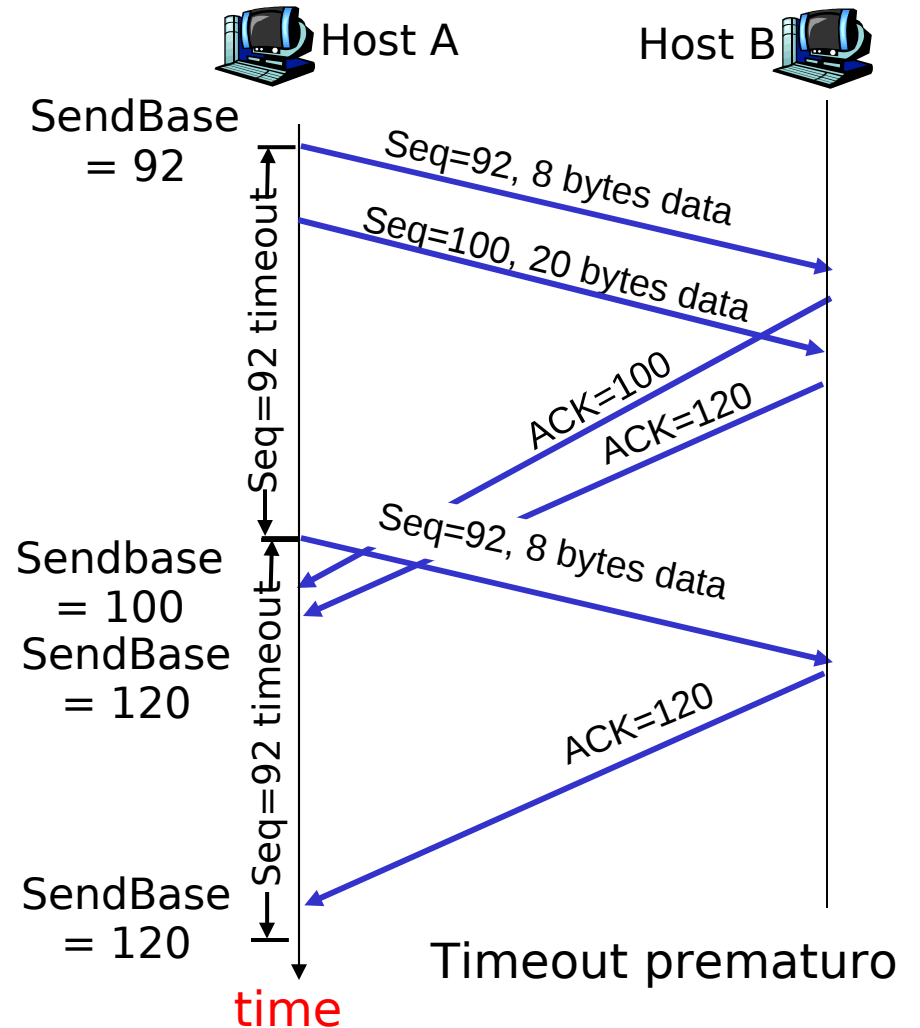 Host A
Host B
SendBase
= 92
Seq=92, 8 bytes data
Seq=100, 20 bytes data
Seq=92 timeout
ACK=100
ACK=120
Seq=92, 8 bytes data
Sendbase
= 100
SendBase
= 120
Seq=92 timeout
ACK=120
SendBase
= 120
Timeout prematuro
time